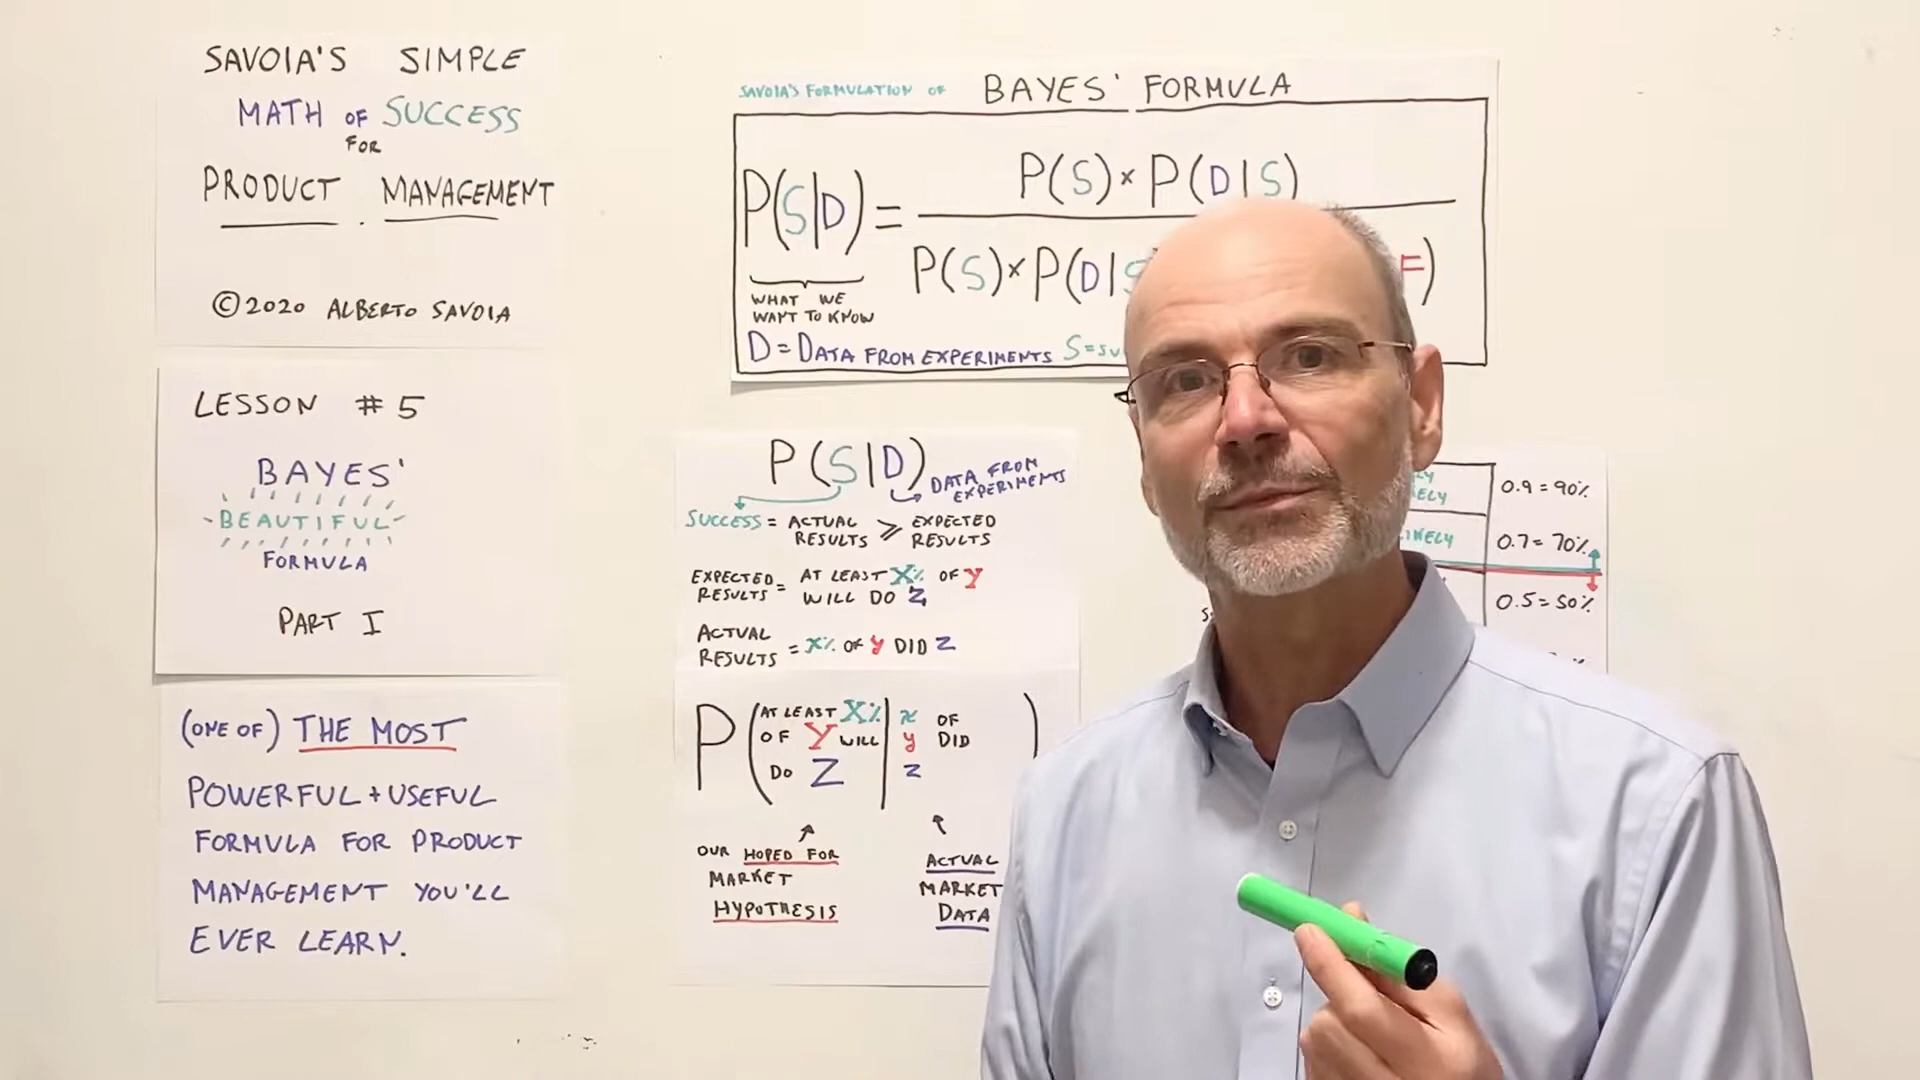 SAVOIA'S SIMPLE
MATH OF SUCCESS
FOR
PRODUCT MANAGEMENT
© 2020 ALBERTO SAVOIA
LESSON #5
BAYES'
BEAUTIFUL
FORMULA
PART I
(ONE OF) THE MOST
POWERFUL + USEFUL
FORMULA FOR PRODUCT
MANAGEMENT YOU'LL
EVER LEARN.
SAVOIA'S FORMULATION OF BAYES' FORMULA
P(S|D) =
P(S) × P(D|S)
P(S) × P(D|S F)
WHAT WE
WANT TO KNOW
D = DATA FROM EXPERIMENTS S =
P(S|D)
DATA FROM
EXPERIMENTS
SUCCESS = ACTUAL RESULTS ≥ EXPECTED RESULTS
EXPECTED RESULTS = AT LEAST X% OF Y
WILL DO Z
ACTUAL RESULTS = X% OF Y DID Z
P(AT LEAST X% | x OF
OF Y WILL | y DID
DO Z | z )
OUR HOPED FOR
MARKET
HYPOTHESIS
ACTUAL
MARKET
DATA
0.9 = 90%
0.7 = 70%
0.5 = 50%